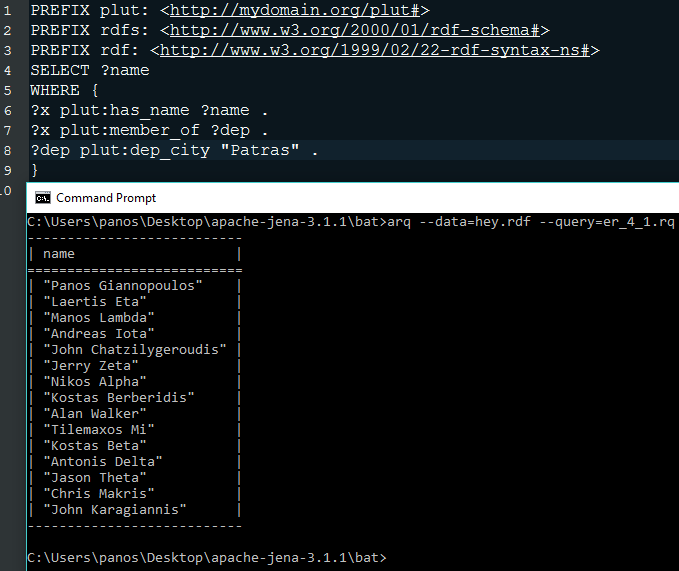 1 PREFIX plut: <http://mydomain.org/plut#>
2 PREFIX rdfs: <http://www.w3.org/2000/01/rdf-schema#>
3 PREFIX rdf: <http://www.w3.org/1999/02/22-rdf-syntax-ns#>
4 SELECT ?name
5 WHERE {
6 ?x plut:has_name ?name .
7 ?x plut:member_of ?dep .
8 ?dep plut:dep_city "Patras" .
9 }
10
Command Prompt
C:\Users\panos\Desktop\apache-jena-3.1.1\bat>arq --data=hey.rdf --query=er_4_1.rq
---------------------------
| name                    |
===========================
| "Panos Giannopoulos"    |
| "Laertis Eta"           |
| "Manos Lambda"          |
| "Andreas Iota"          |
| "John Chatzilygeroudis" |
| "Jerry Zeta"            |
| "Nikos Alpha"           |
| "Kostas Berberidis"     |
| "Alan Walker"           |
| "Tilemaxos Mi"          |
| "Kostas Beta"           |
| "Antonis Delta"         |
| "Jason Theta"           |
| "Chris Makris"          |
| "John Karagiannis"      |
---------------------------
C:\Users\panos\Desktop\apache-jena-3.1.1\bat>